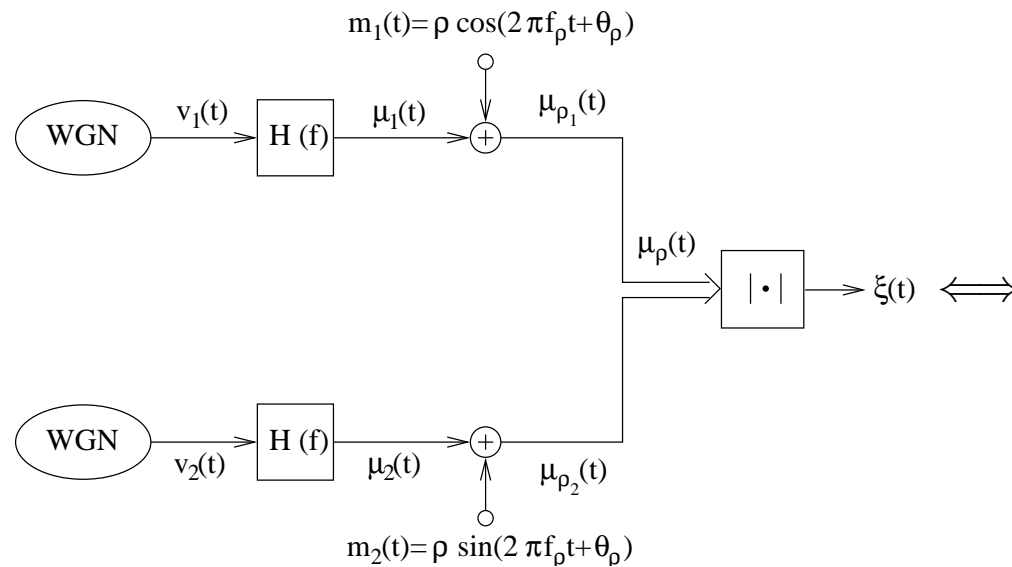 m₁(t)=ρ cos(2πf_ρt+θ_ρ)
v₁(t)
μ₁(t)
μ_ρ₁(t)
WGN
H (f)
+
μ_ρ(t)
|•|
ξ(t) ⟺
WGN
H (f)
+
v₂(t)
μ₂(t)
μ_ρ₂(t)
m₂(t)=ρ sin(2πf_ρt+θ_ρ)